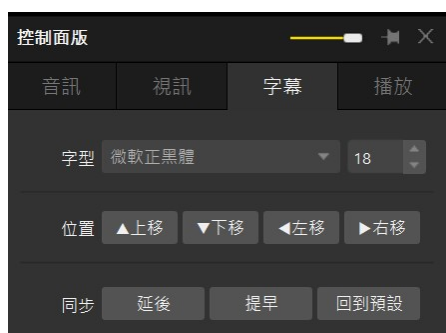 控制面版
音訊 視訊 字幕 播放
字型 微軟正黑體 18
位置 ▲上移 ▼下移 ◀左移 ▶右移
同步 延後 提早 回到預設